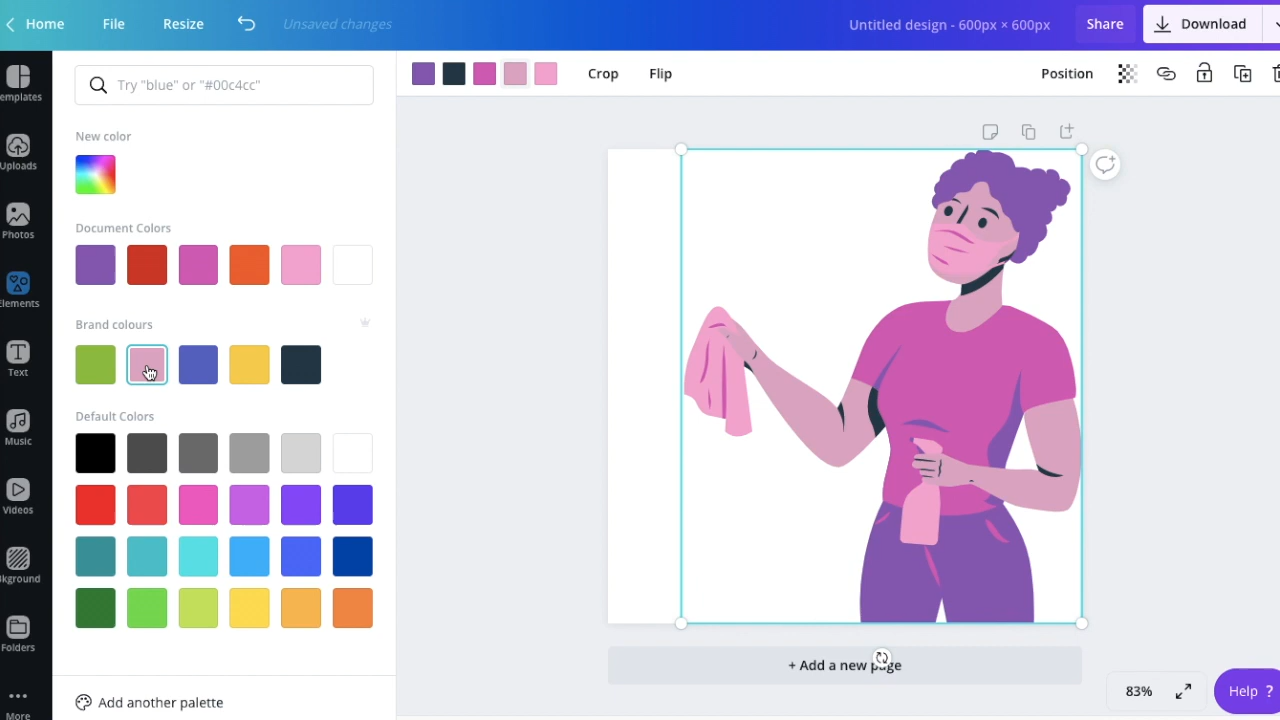 Home File Resize Unsaved changes Untitled design - 600px × 600px Share Download
Try "blue" or "#00c4cc"
Crop Flip Position
New color
emplates
Uploads
Document Colors
Photos
Elements
Brand colours
Text
Default Colors
Music
Videos
kground
Folders
+ Add a new page
83% Help ?
Add another palette
More